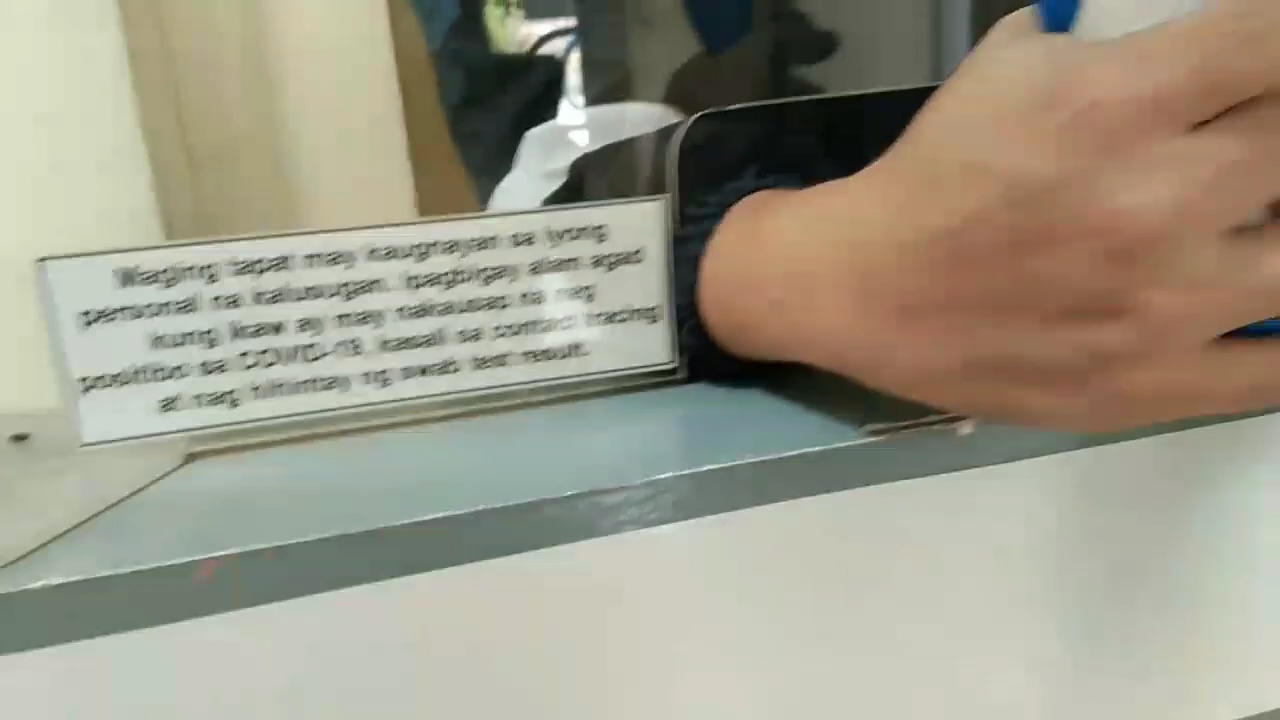 Maging tapat may kaugnayan sa iyong
personal na kalusugan. Ipagbigay alam agad
kung ikaw ay may nakausap na nag
positibo sa COVID-19, kasali sa contact tracing
at nag hihintay ng swab test result.